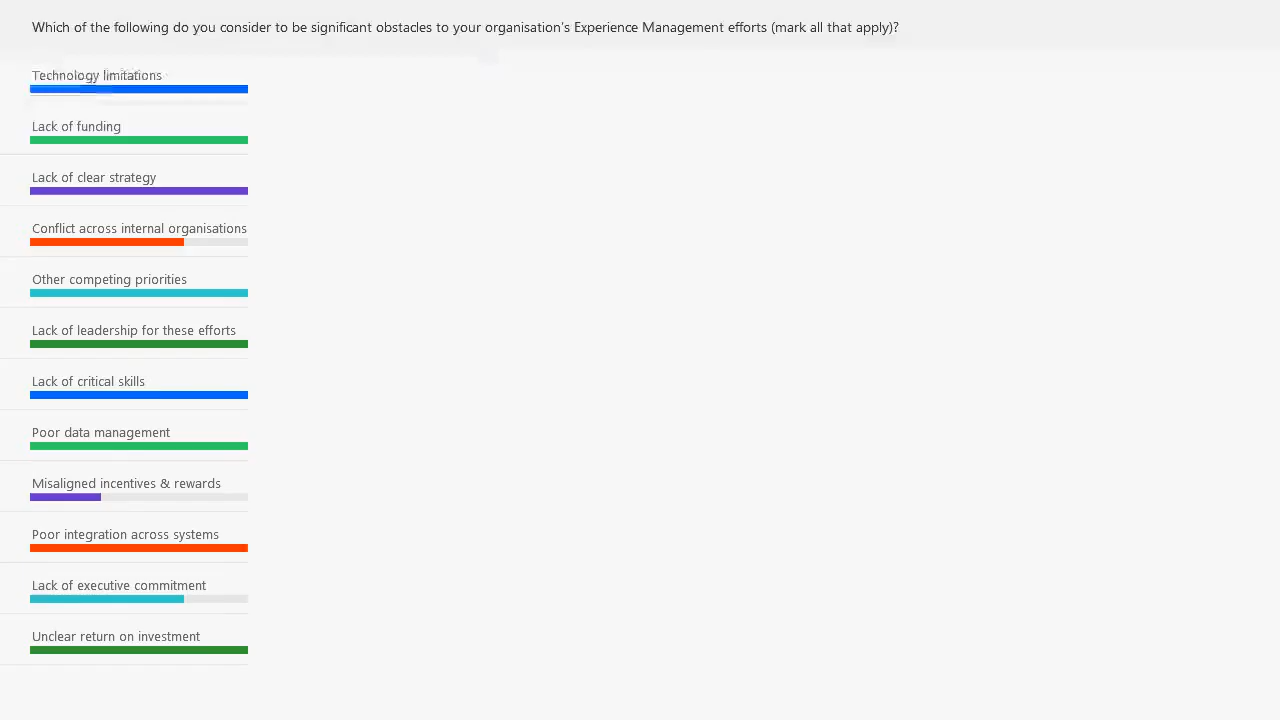 Which of the following do you consider to be significant obstacles to your organisation's Experience Management efforts (mark all that apply)?
Technology limitations
Lack of funding
Lack of clear strategy
Conflict across internal organisations
Other competing priorities
Lack of leadership for these efforts
Lack of critical skills
Poor data management
Misaligned incentives & rewards
Poor integration across systems
Lack of executive commitment
Unclear return on investment